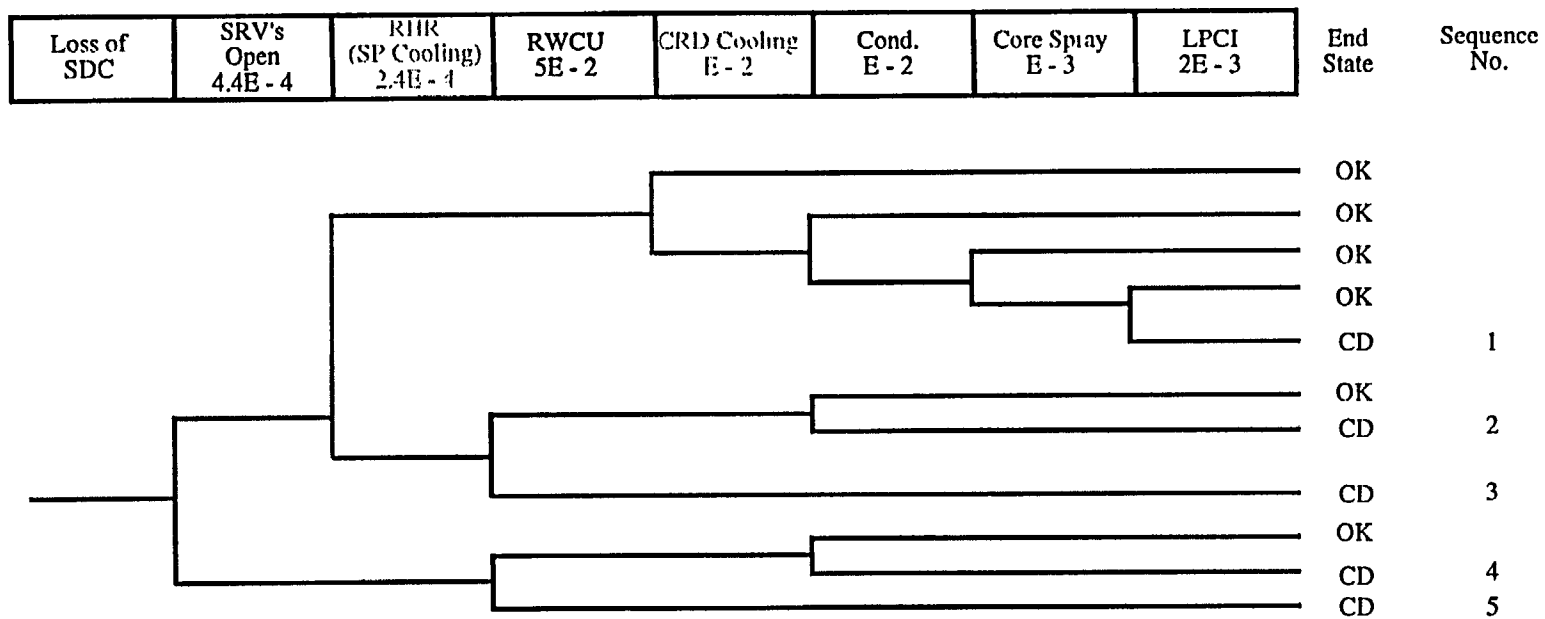 Loss of
SDC
SRV's
Open
4.4E - 4
RHR
(SP Cooling)
2.4E - 4
RWCU
5E - 2
CRD Cooling
E - 2
Cond.
E - 2
Core Spray
E - 3
LPCI
2E - 3
End
State
Sequence
No.
OK
OK
OK
OK
CD 1
OK
CD 2
CD 3
OK
CD 4
CD 5